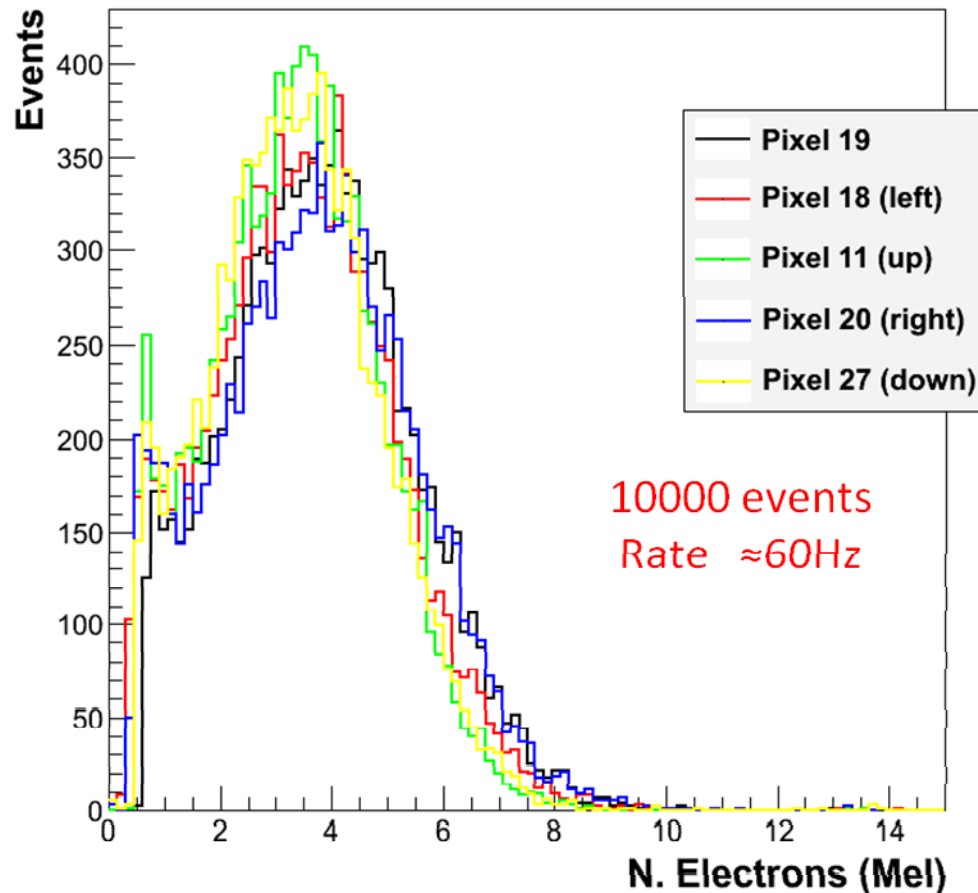 Events
400
350
300
250
200
150
100
50
0
0 2 4 6 8 10 12 14
N. Electrons (Mel)
Pixel 19
Pixel 18 (left)
Pixel 11 (up)
Pixel 20 (right)
Pixel 27 (down)
10000 events
Rate ≈60Hz